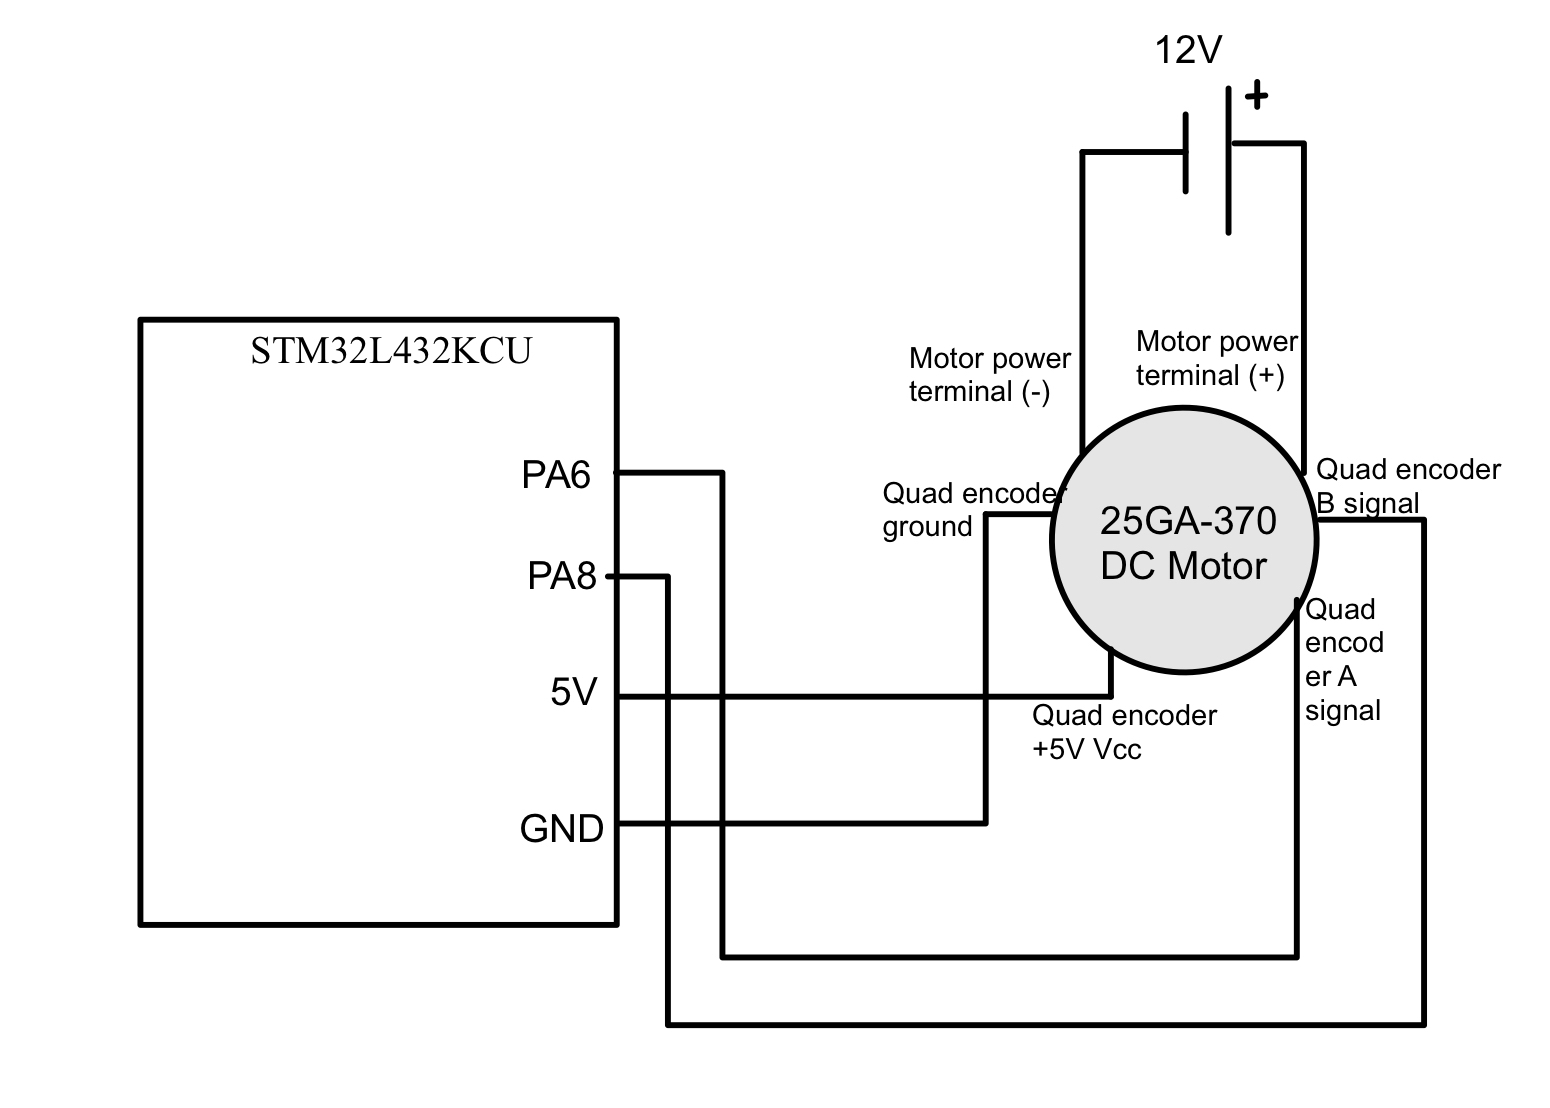 12V
+
STM32L432KCU
Motor power
terminal (-)
Motor power
terminal (+)
PA6
Quad encoder
ground
25GA-370
DC Motor
Quad encoder
B signal
PA8
Quad
encod
er A
signal
5V
Quad encoder
+5V Vcc
GND